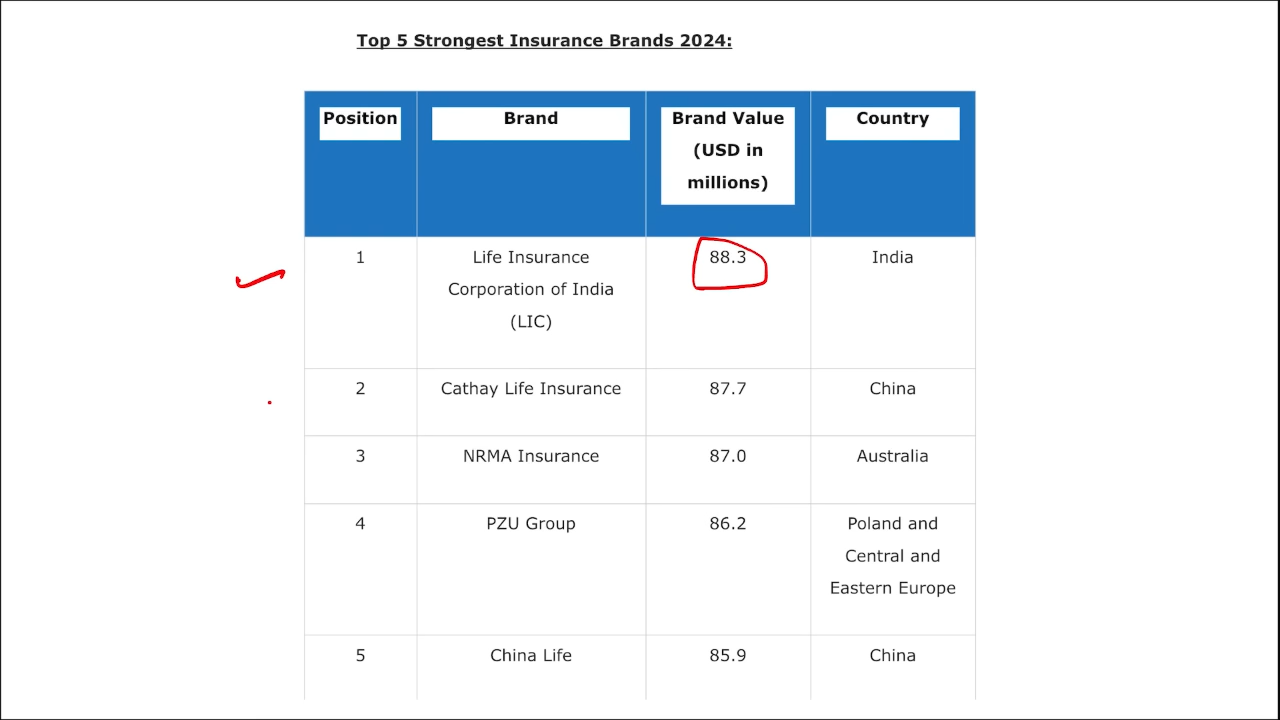 Top 5 Strongest Insurance Brands 2024:
Position Brand Brand Value Country
(USD in
millions)
1 Life Insurance 88.3 India
Corporation of India
(LIC)
2 Cathay Life Insurance 87.7 China
3 NRMA Insurance 87.0 Australia
4 PZU Group 86.2 Poland and
Central and
Eastern Europe
5 China Life 85.9 China